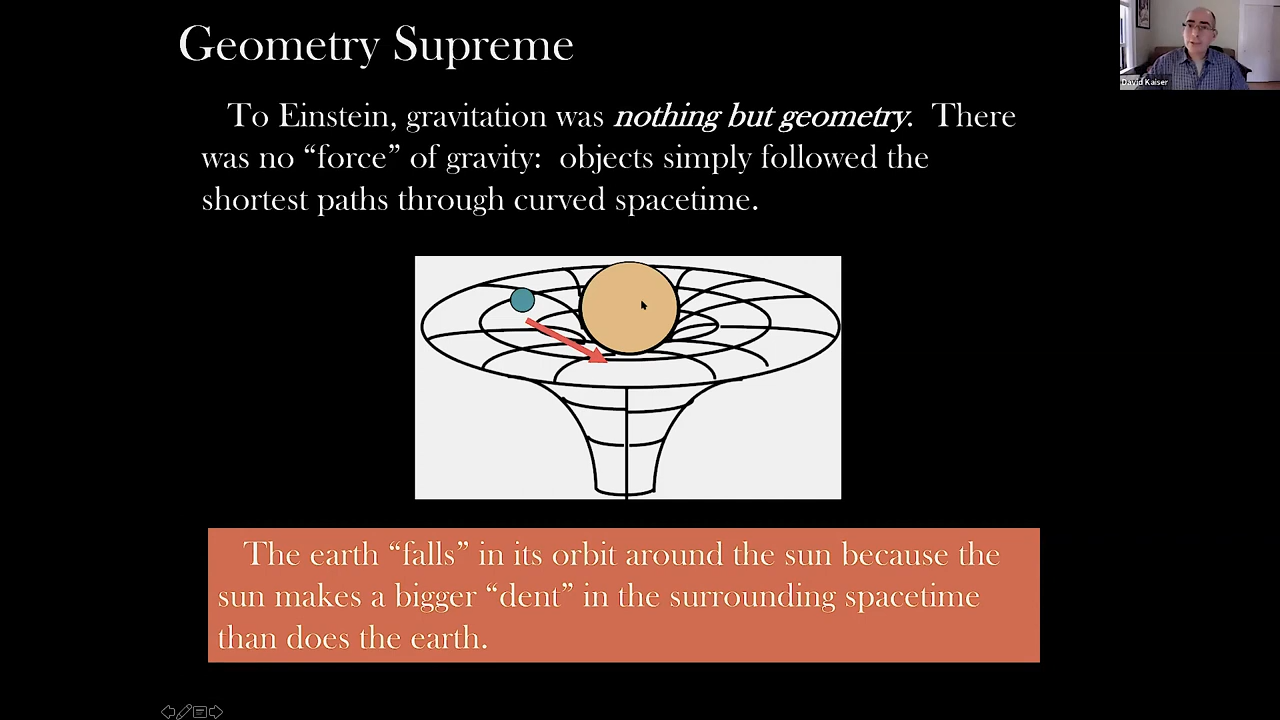 Geometry Supreme
David Kaiser
To Einstein, gravitation was nothing but geometry. There
was no “force” of gravity: objects simply followed the
shortest paths through curved spacetime.
The earth “falls” in its orbit around the sun because the
sun makes a bigger “dent” in the surrounding spacetime
than does the earth.